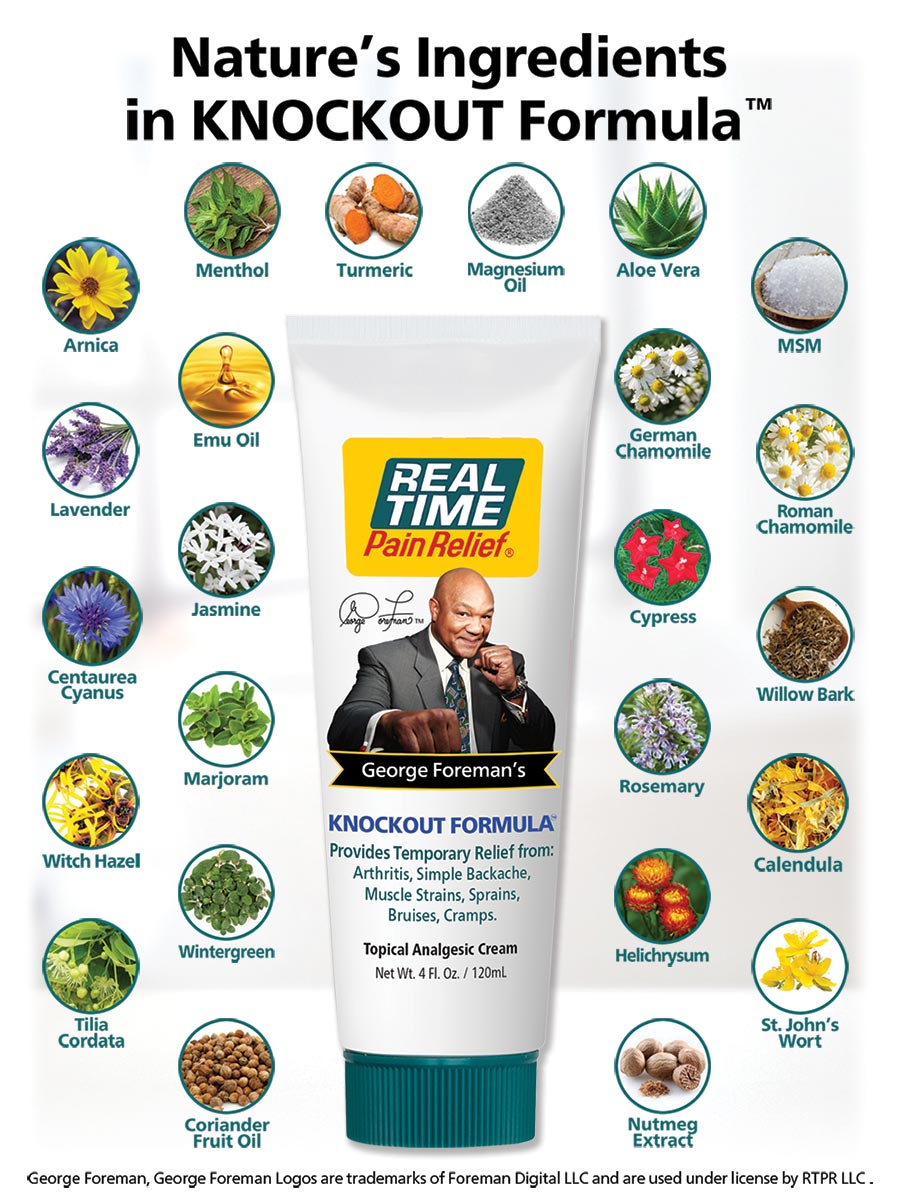 Nature's Ingredients
in KNOCKOUT Formula™
Menthol
Turmeric
Magnesium
Oil
Aloe Vera
Arnica
MSM
Emu Oil
German
Chamomile
Lavender
Roman
Chamomile
Jasmine
Cypress
Centaurea
Cyanus
Willow Bark
Marjoram
Rosemary
Witch Hazel
Calendula
Wintergreen
Helichrysum
Tilia
Cordata
St. John's
Wort
Coriander
Fruit Oil
Nutmeg
Extract
REAL
TIME
Pain Relief®
George Foreman™
George Foreman's
KNOCKOUT FORMULA™
Provides Temporary Relief from:
Arthritis, Simple Backache,
Muscle Strains, Sprains,
Bruises, Cramps.
Topical Analgesic Cream
Net Wt. 4 Fl. Oz. / 120mL
George Foreman, George Foreman Logos are trademarks of Foreman Digital LLC and are used under license by RTPR LLC .